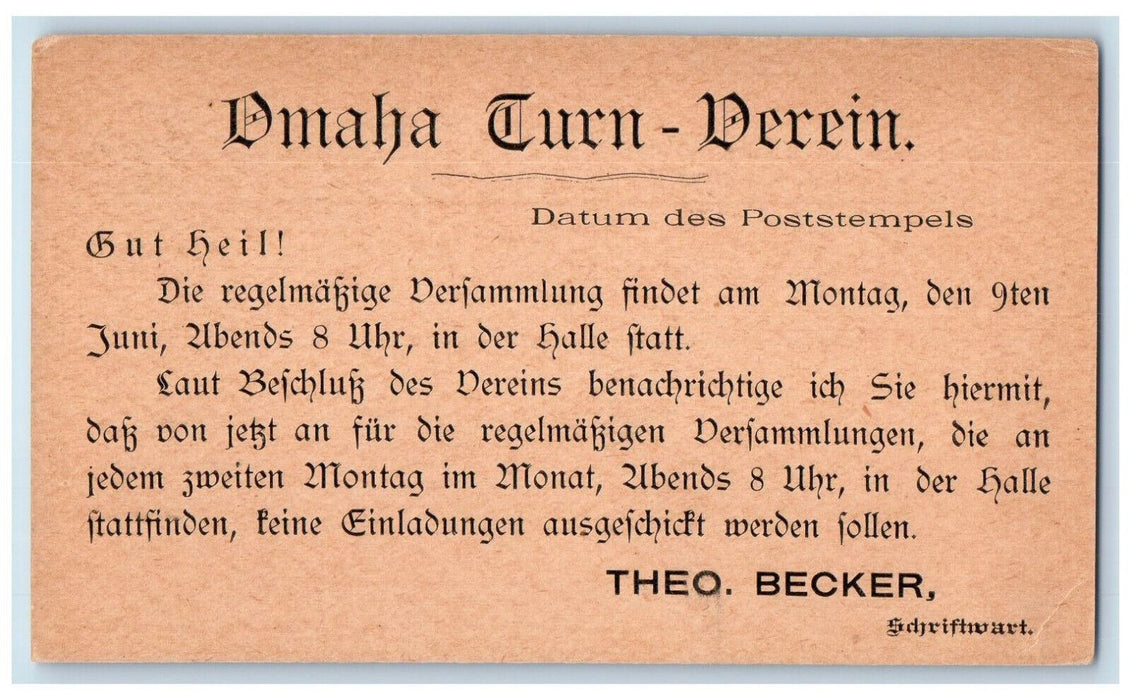 Omaha Turn-Verein.
Datum des Poststempels
Gut Heil!
Die regelmäßige Versammlung findet am Montag, den 9ten
Juni, Abends 8 Uhr, in der Halle statt.
Laut Beschluß des Vereins benachrichtige ich Sie hiermit,
daß von jetzt an für die regelmäßigen Versammlungen, die an
jedem zweiten Montag im Monat, Abends 8 Uhr, in der Halle
stattfinden, keine Einladungen ausgeschickt werden sollen.
THEO. BECKER,
Schriftwart.